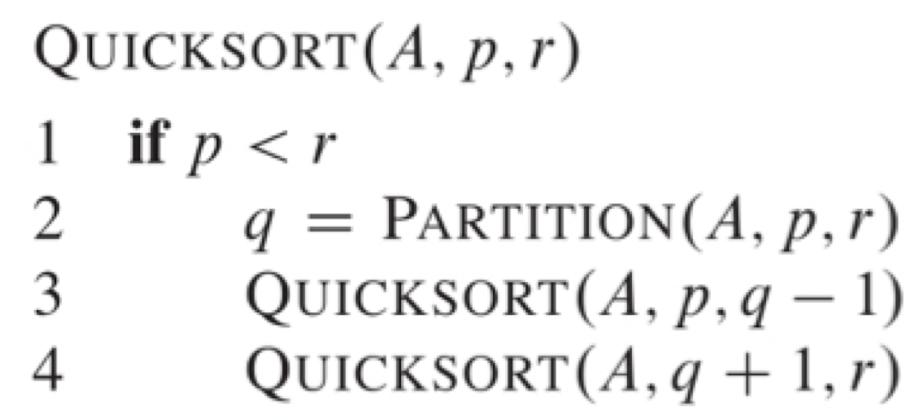 QUICKSORT(A, p, r)
1 if p < r
2 q = PARTITION(A, p, r)
3 QUICKSORT(A, p, q − 1)
4 QUICKSORT(A, q + 1, r)